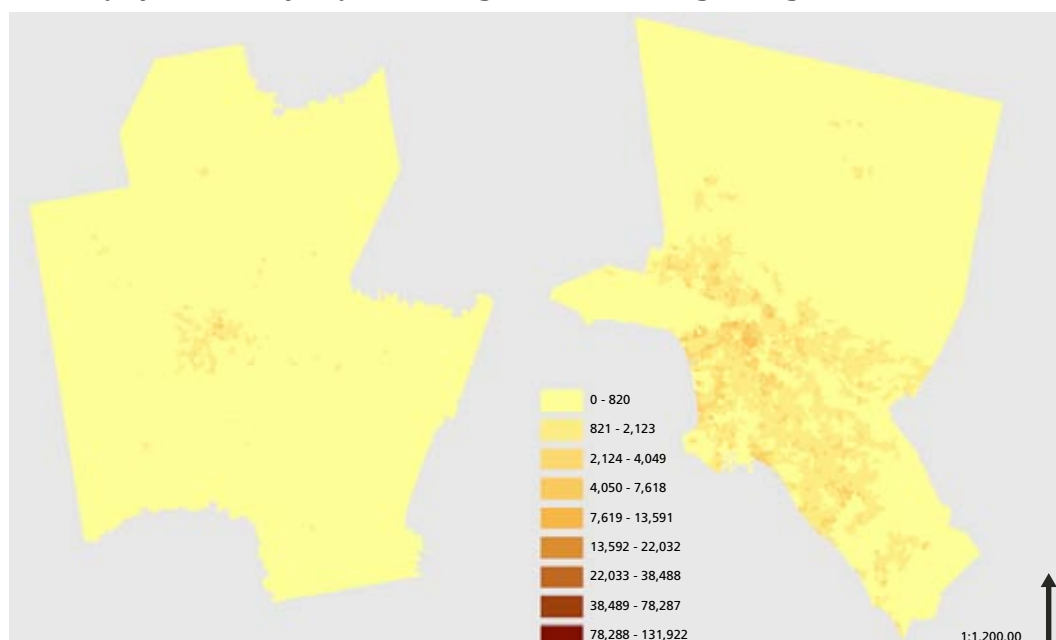 0 - 820
821 - 2,123
2,124 - 4,049
4,050 - 7,618
7,619 - 13,591
13,592 - 22,032
22,033 - 38,488
38,489 - 78,287
78,288 - 131,922
1:1,200,00